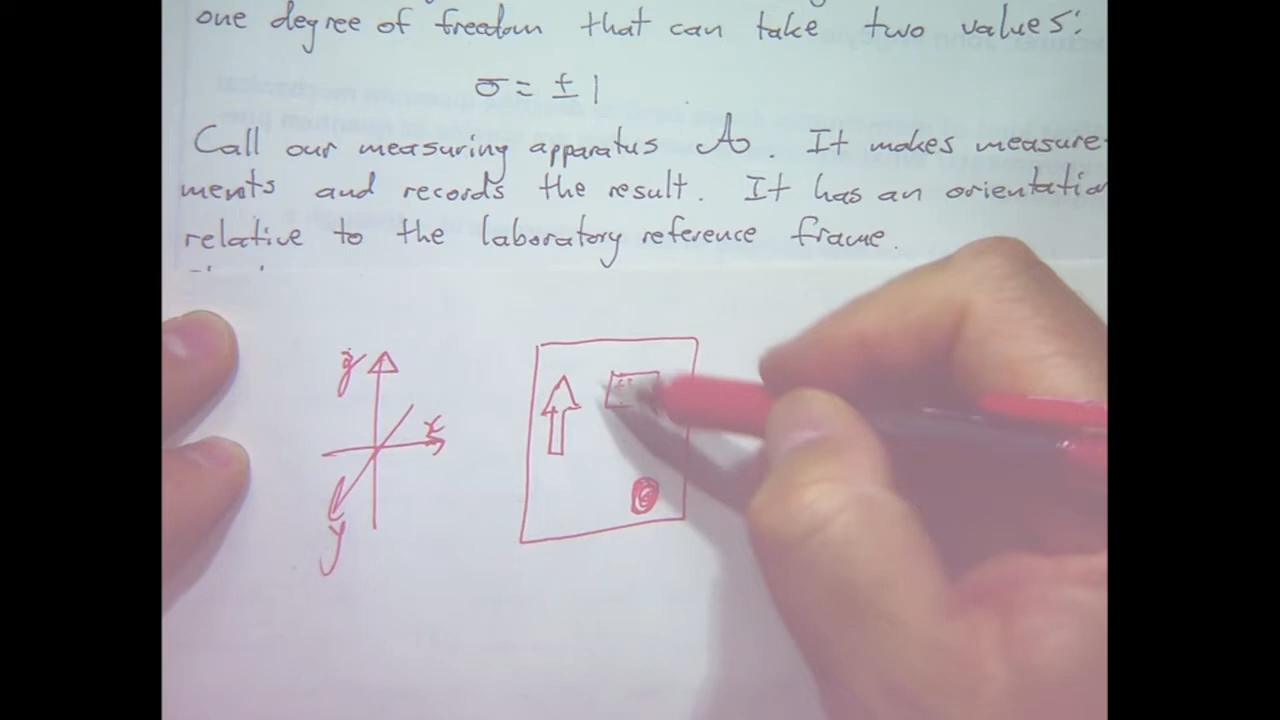 one degree of freedom that can take two values:
σ = ± 1
Call our measuring apparatus A. It makes measure-
ments and records the result. It has an orientation
relative to the laboratory reference frame.
z
x
y